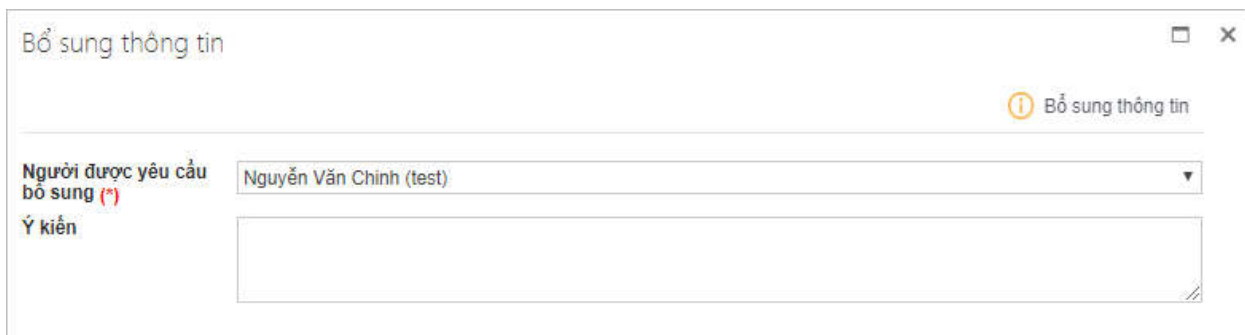 Bổ sung thông tin
Bổ sung thông tin
Người được yêu cầu
bổ sung (*)
Nguyễn Văn Chinh (test)
Ý kiến